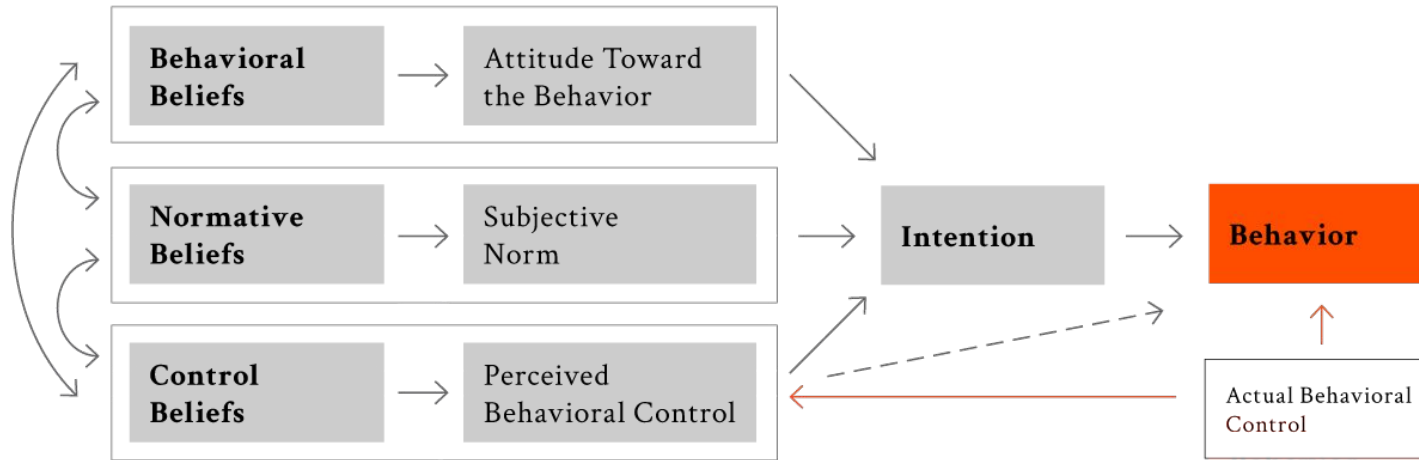 Behavioral
Beliefs
Attitude Toward
the Behavior
Normative
Beliefs
Subjective
Norm
Intention
Behavior
Control
Beliefs
Perceived
Behavioral Control
Actual Behavioral
Control